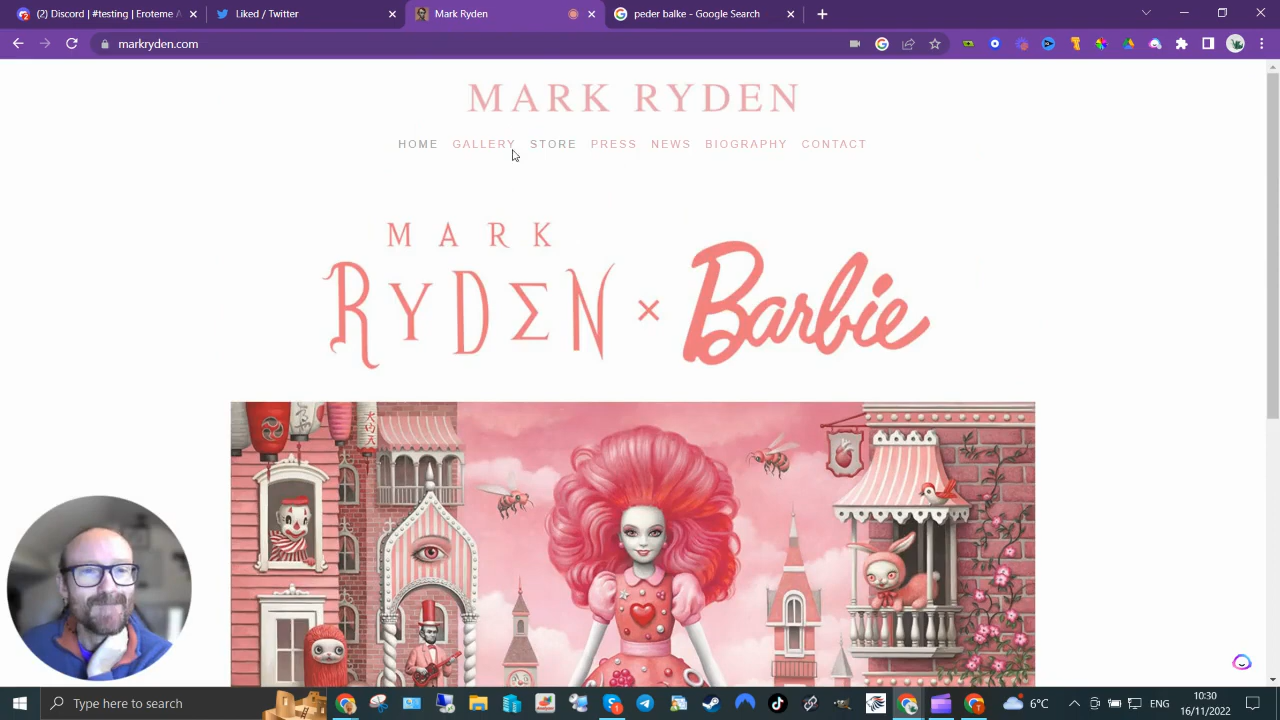 (2) Discord | #testing | Eroteme A
Liked / Twitter
Mark Ryden
peder balke - Google Search
markryden.com
MARK RYDEN
HOME GALLERY STORE PRESS NEWS BIOGRAPHY CONTACT
MARK
RYDΣN × Barbie
Type here to search
6°C
ENG
10:30
16/11/2022